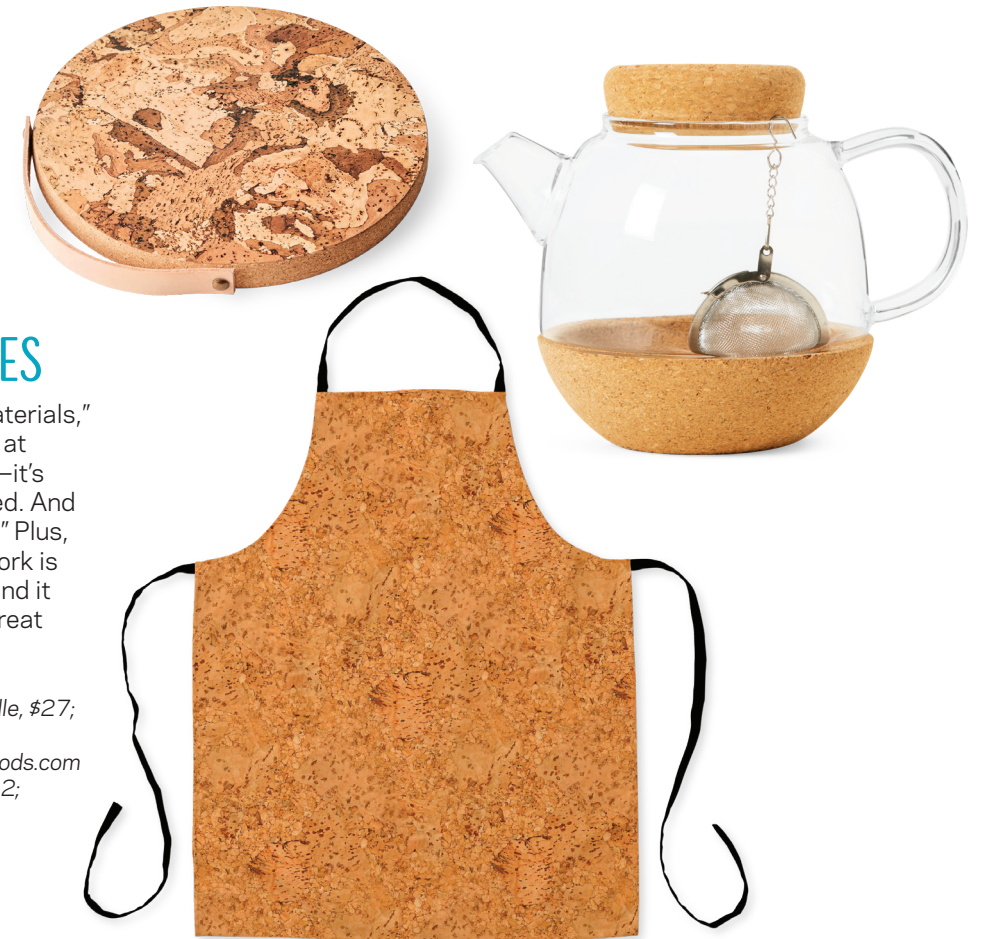 ES
aterials,”
at
–it’s
ed. And
” Plus,
ork is
nd it
reat
lle, $27;
ods.com
2;